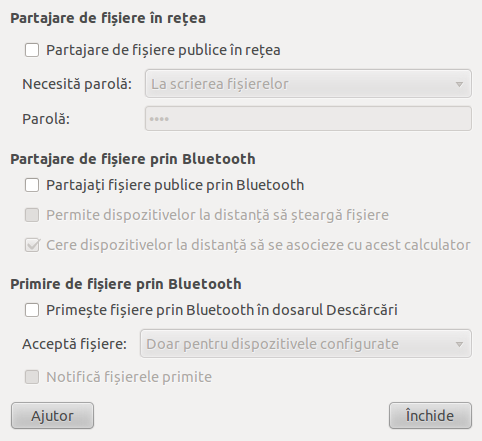 Partajare de fișiere în rețea
Partajare de fișiere publice în rețea
Necesită parolă: La scrierea fișierelor
Parolă: ••••
Partajare de fișiere prin Bluetooth
Partajați fișiere publice prin Bluetooth
Permite dispozitivelor la distanță să șteargă fișiere
Cere dispozitivelor la distanță să se asocieze cu acest calculator
Primire de fișiere prin Bluetooth
Primește fișiere prin Bluetooth în dosarul Descărcări
Acceptă fișiere: Doar pentru dispozitivele configurate
Notifică fișierele primite
Ajutor Închide